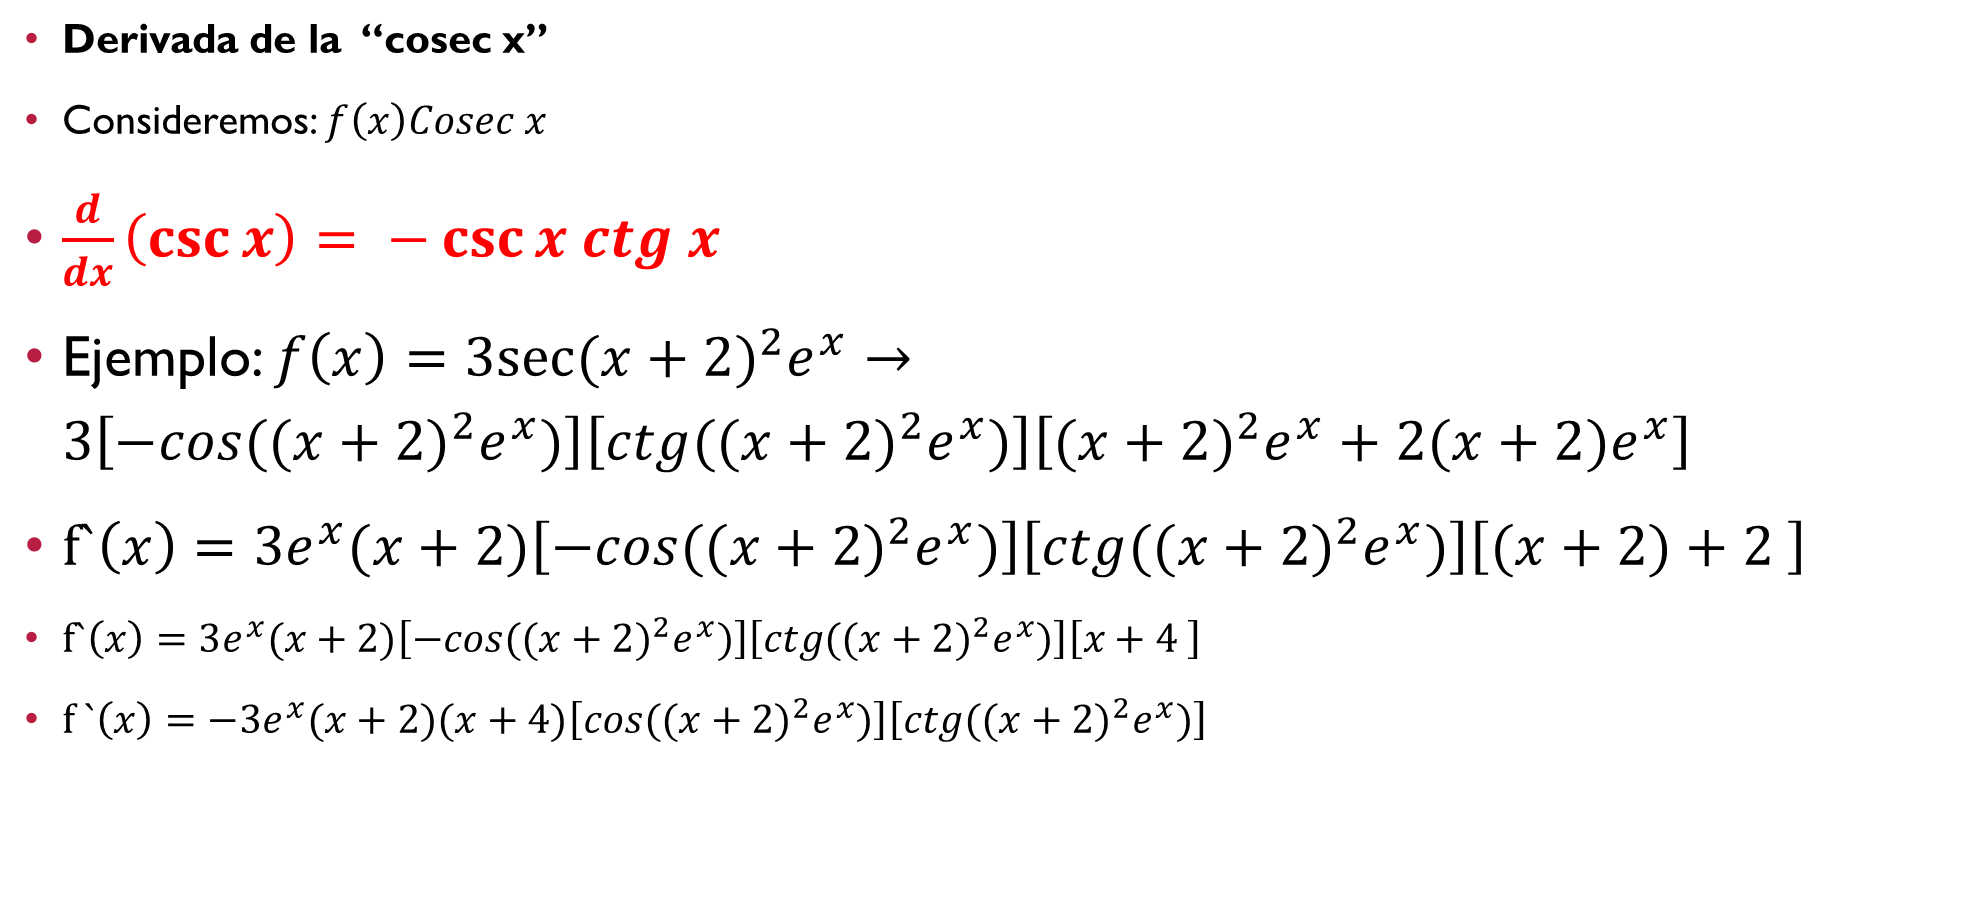 • Derivada de la “cosec x”
• Consideremos: f(x)Cosec x
• d/dx (csc x) = − csc x ctg x
• Ejemplo: f(x) = 3sec(x + 2)²eˣ →
3[−cos((x + 2)²eˣ)][ctg((x + 2)²eˣ)][(x + 2)²eˣ + 2(x + 2)eˣ]
• f`(x) = 3eˣ(x + 2)[−cos((x + 2)²eˣ)][ctg((x + 2)²eˣ)][(x + 2) + 2 ]
• f`(x) = 3eˣ(x + 2)[−cos((x + 2)²eˣ)][ctg((x + 2)²eˣ)][x + 4 ]
• f `(x) = −3eˣ(x + 2)(x + 4)[cos((x + 2)²eˣ)][ctg((x + 2)²eˣ)]